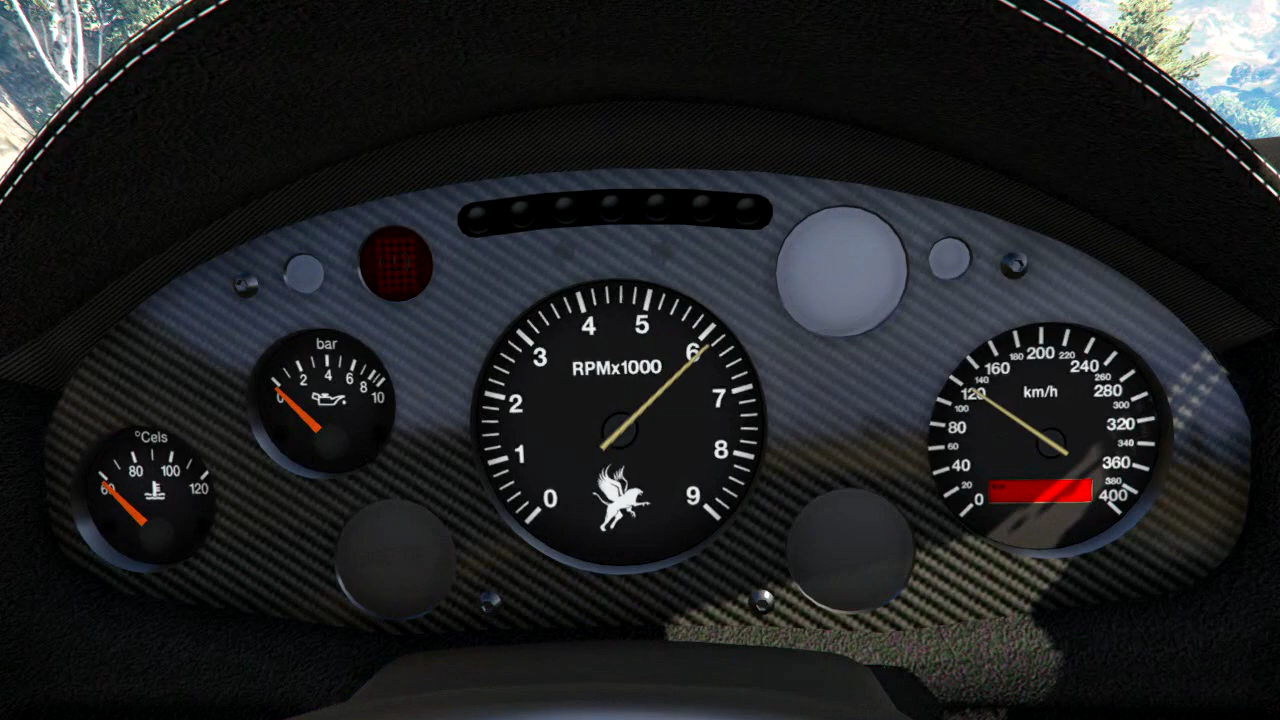 bar
0 2 4 6 8 10
°Cels
60 80 100 120
RPMx1000
0 1 2 3 4 5 6 7 8 9
km/h
0 20 40 60 80 100 120 140 160 180 200 220 240 260 280 300 320 340 360 380 400